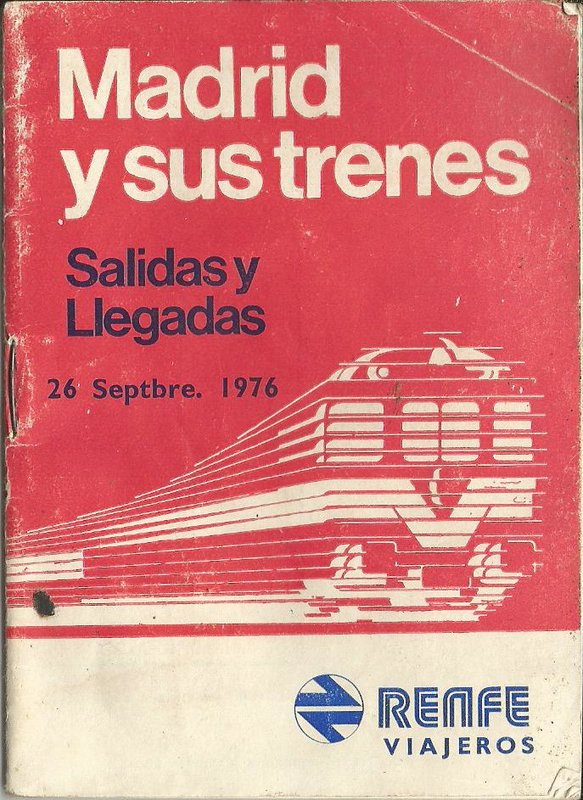 Madrid
y sus trenes
Salidas y
Llegadas
26 Septbre. 1976
RENFE
VIAJEROS